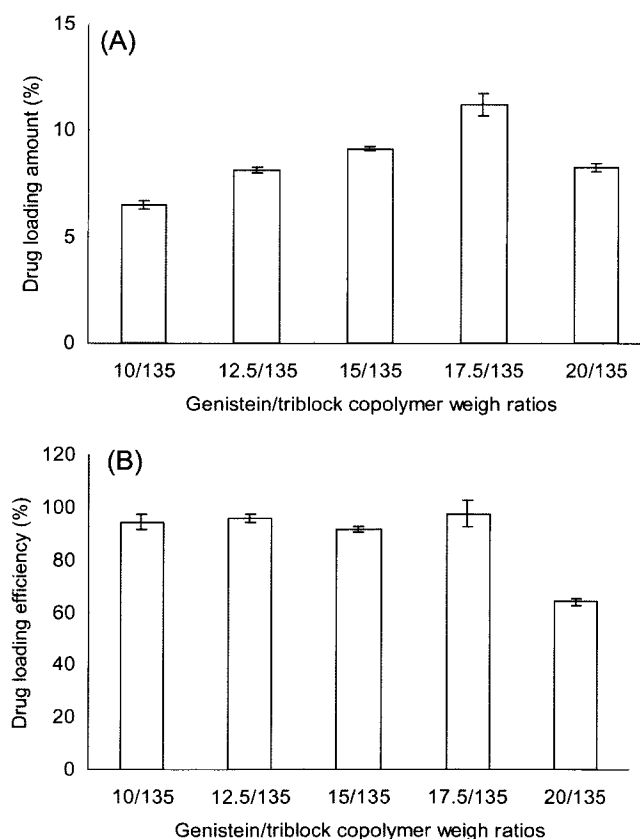 (A)
15
10
5
0
Drug loading amount (%)
10/135 12.5/135 15/135 17.5/135 20/135
Genistein/triblock copolymer weigh ratios
(B)
120
100
80
60
40
20
0
Drug loading efficiency (%)
10/135 12.5/135 15/135 17.5/135 20/135
Genistein/triblock copolymer weigh ratios